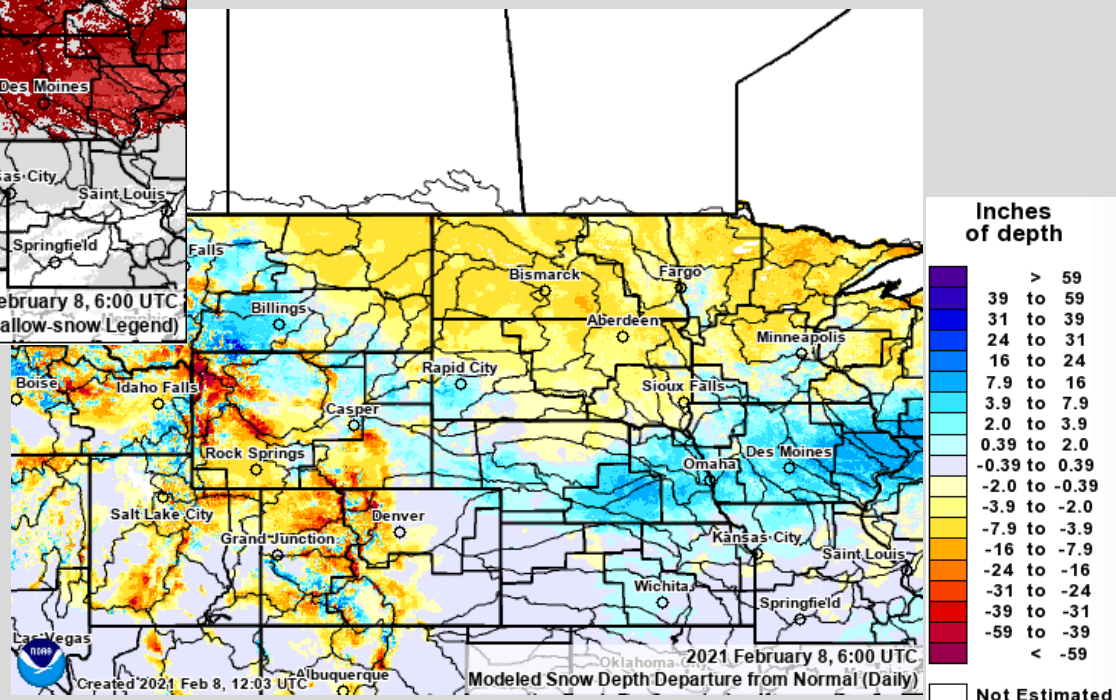 Des Moines
as City
Saint Louis
Springfield
ebruary 8, 6:00 UTC
allow-snow Legend)
Falls
Billings
Bismarck
Fargo
Aberdeen
Minneapolis
Boise
Idaho Falls
Rapid City
Sioux Falls
Casper
Rock Springs
Omaha
Des Moines
Salt Lake City
Denver
Grand Junction
Kansas City
Saint Louis
Wichita
Springfield
Las Vegas
NOAA
Oklahoma City
Memphis
Albuquerque
Created 2021 Feb 8, 12:03 UTC
2021 February 8, 6:00 UTC
Modeled Snow Depth Departure from Normal (Daily)
Inches
of depth
> 59
39 to 59
31 to 39
24 to 31
16 to 24
7.9 to 16
3.9 to 7.9
2.0 to 3.9
0.39 to 2.0
-0.39 to 0.39
-2.0 to -0.39
-3.9 to -2.0
-7.9 to -3.9
-16 to -7.9
-24 to -16
-31 to -24
-39 to -31
-59 to -39
< -59
Not Estimated